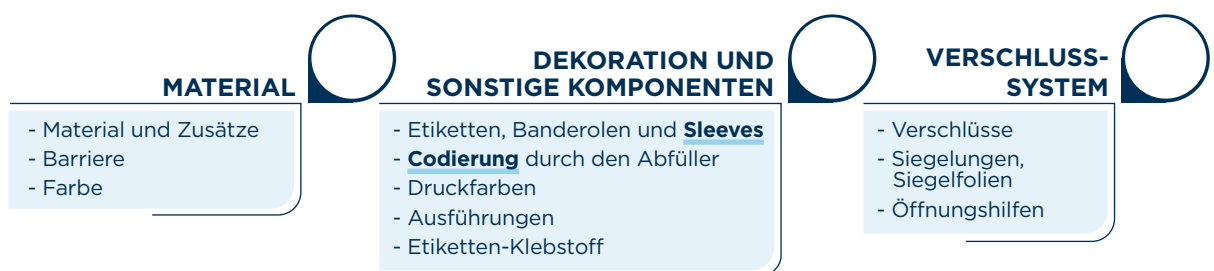 MATERIAL
- Material und Zusätze
- Barriere
- Farbe
DEKORATION UND
SONSTIGE KOMPONENTEN
- Etiketten, Banderolen und Sleeves
- Codierung durch den Abfüller
- Druckfarben
- Ausführungen
- Etiketten-Klebstoff
VERSCHLUSS-
SYSTEM
- Verschlüsse
- Siegelungen,
Siegelfolien
- Öffnungshilfen